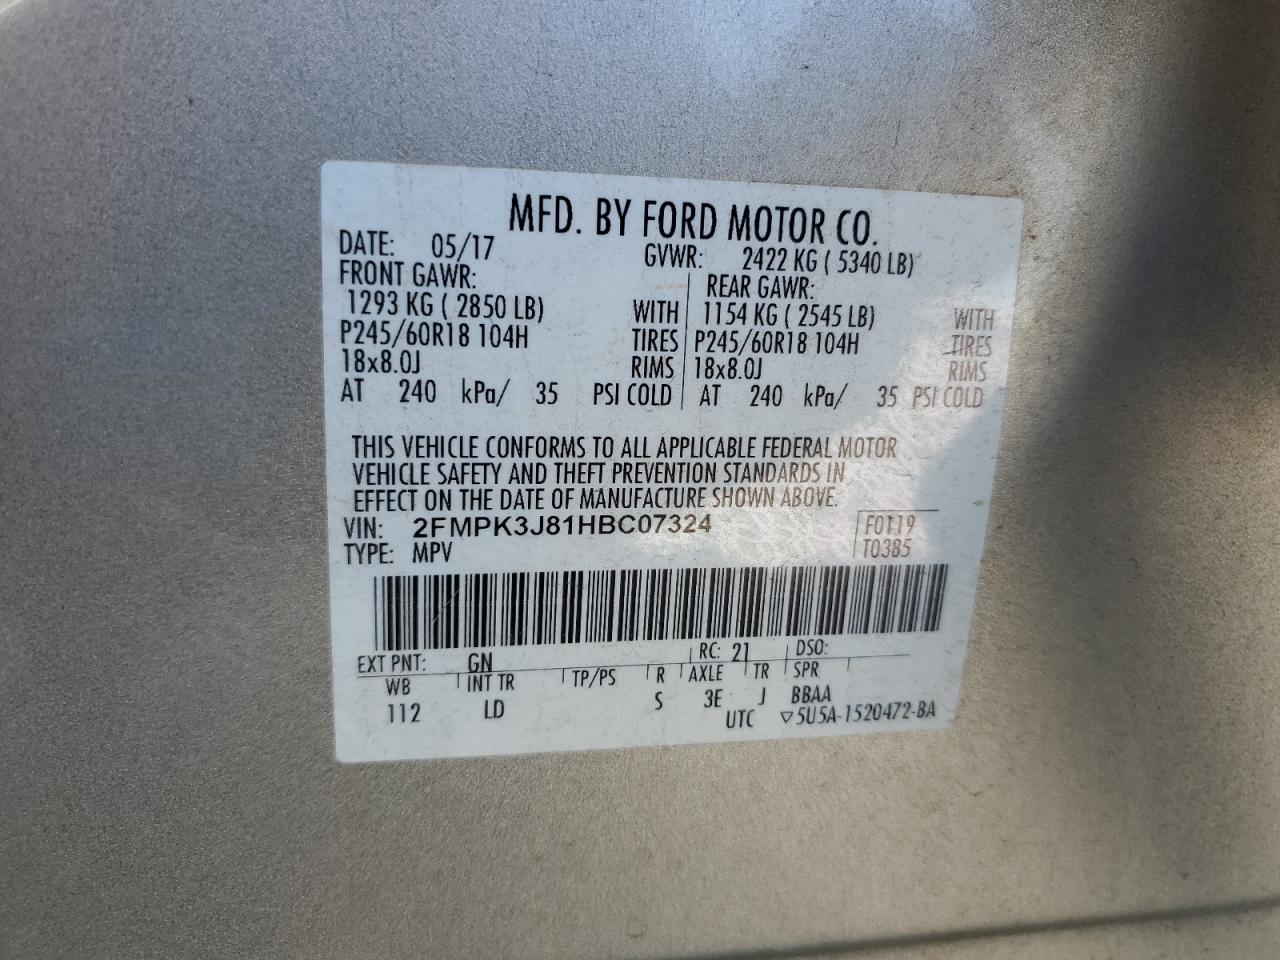 MFD. BY FORD MOTOR CO.
DATE: 05/17 GVWR: 2422 KG ( 5340 LB)
FRONT GAWR: REAR GAWR:
1293 KG ( 2850 LB) WITH 1154 KG ( 2545 LB) WITH
P245/60R18 104H TIRES P245/60R18 104H TIRES
18x8.0J RIMS 18x8.0J RIMS
AT 240 kPa/ 35 PSI COLD AT 240 kPa/ 35 PSI COLD
THIS VEHICLE CONFORMS TO ALL APPLICABLE FEDERAL MOTOR
VEHICLE SAFETY AND THEFT PREVENTION STANDARDS IN
EFFECT ON THE DATE OF MANUFACTURE SHOWN ABOVE.
VIN: 2FMPK3J81HBC07324 F0119
TYPE: MPV T0385
EXT PNT: GN RC: 21 DSO:
WB INT TR TP/PS R AXLE TR SPR
112 LD S 3E J BBAA
UTC ▽5U5A-1520472-BA